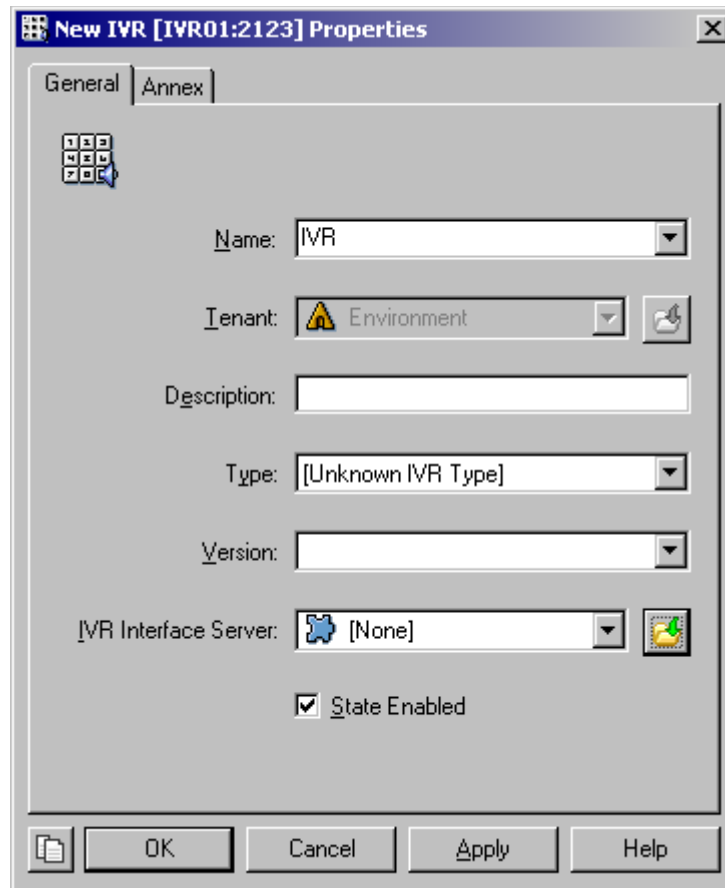 New IVR [IVR01:2123] Properties
General Annex
Name: IVR
Tenant: Environment
Description:
Type: [Unknown IVR Type]
Version:
IVR Interface Server: [None]
State Enabled
OK Cancel Apply Help